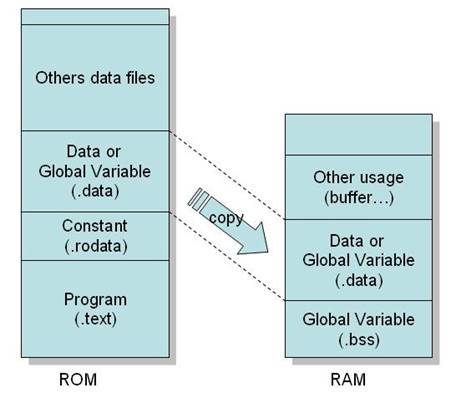 Others data files
Data or
Global Variable
(.data)
Constant
(.rodata)
Program
(.text)
ROM
copy
Other usage
(buffer…)
Data or
Global Variable
(.data)
Global Variable
(.bss)
RAM